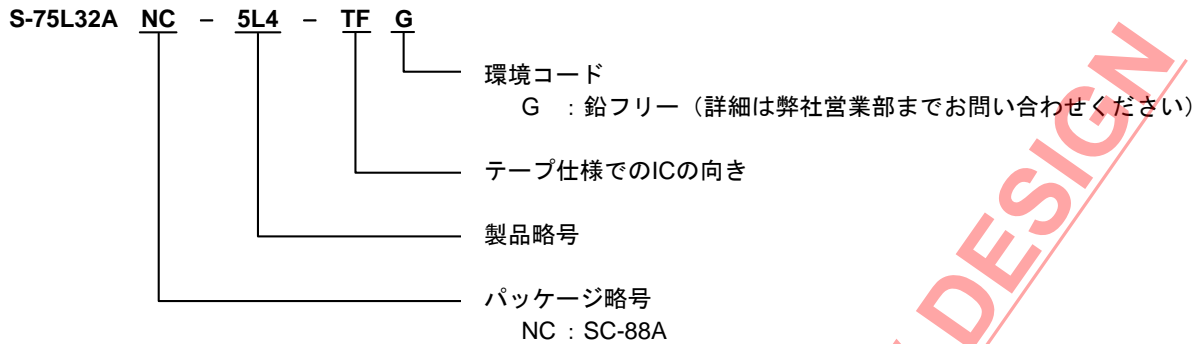 S-75L32A NC – 5L4 – TF G
環境コード
G ：鉛フリー（詳細は弊社営業部までお問い合わせください）
テープ仕様でのICの向き
製品略号
パッケージ略号
NC：SC-88A
DESIGN